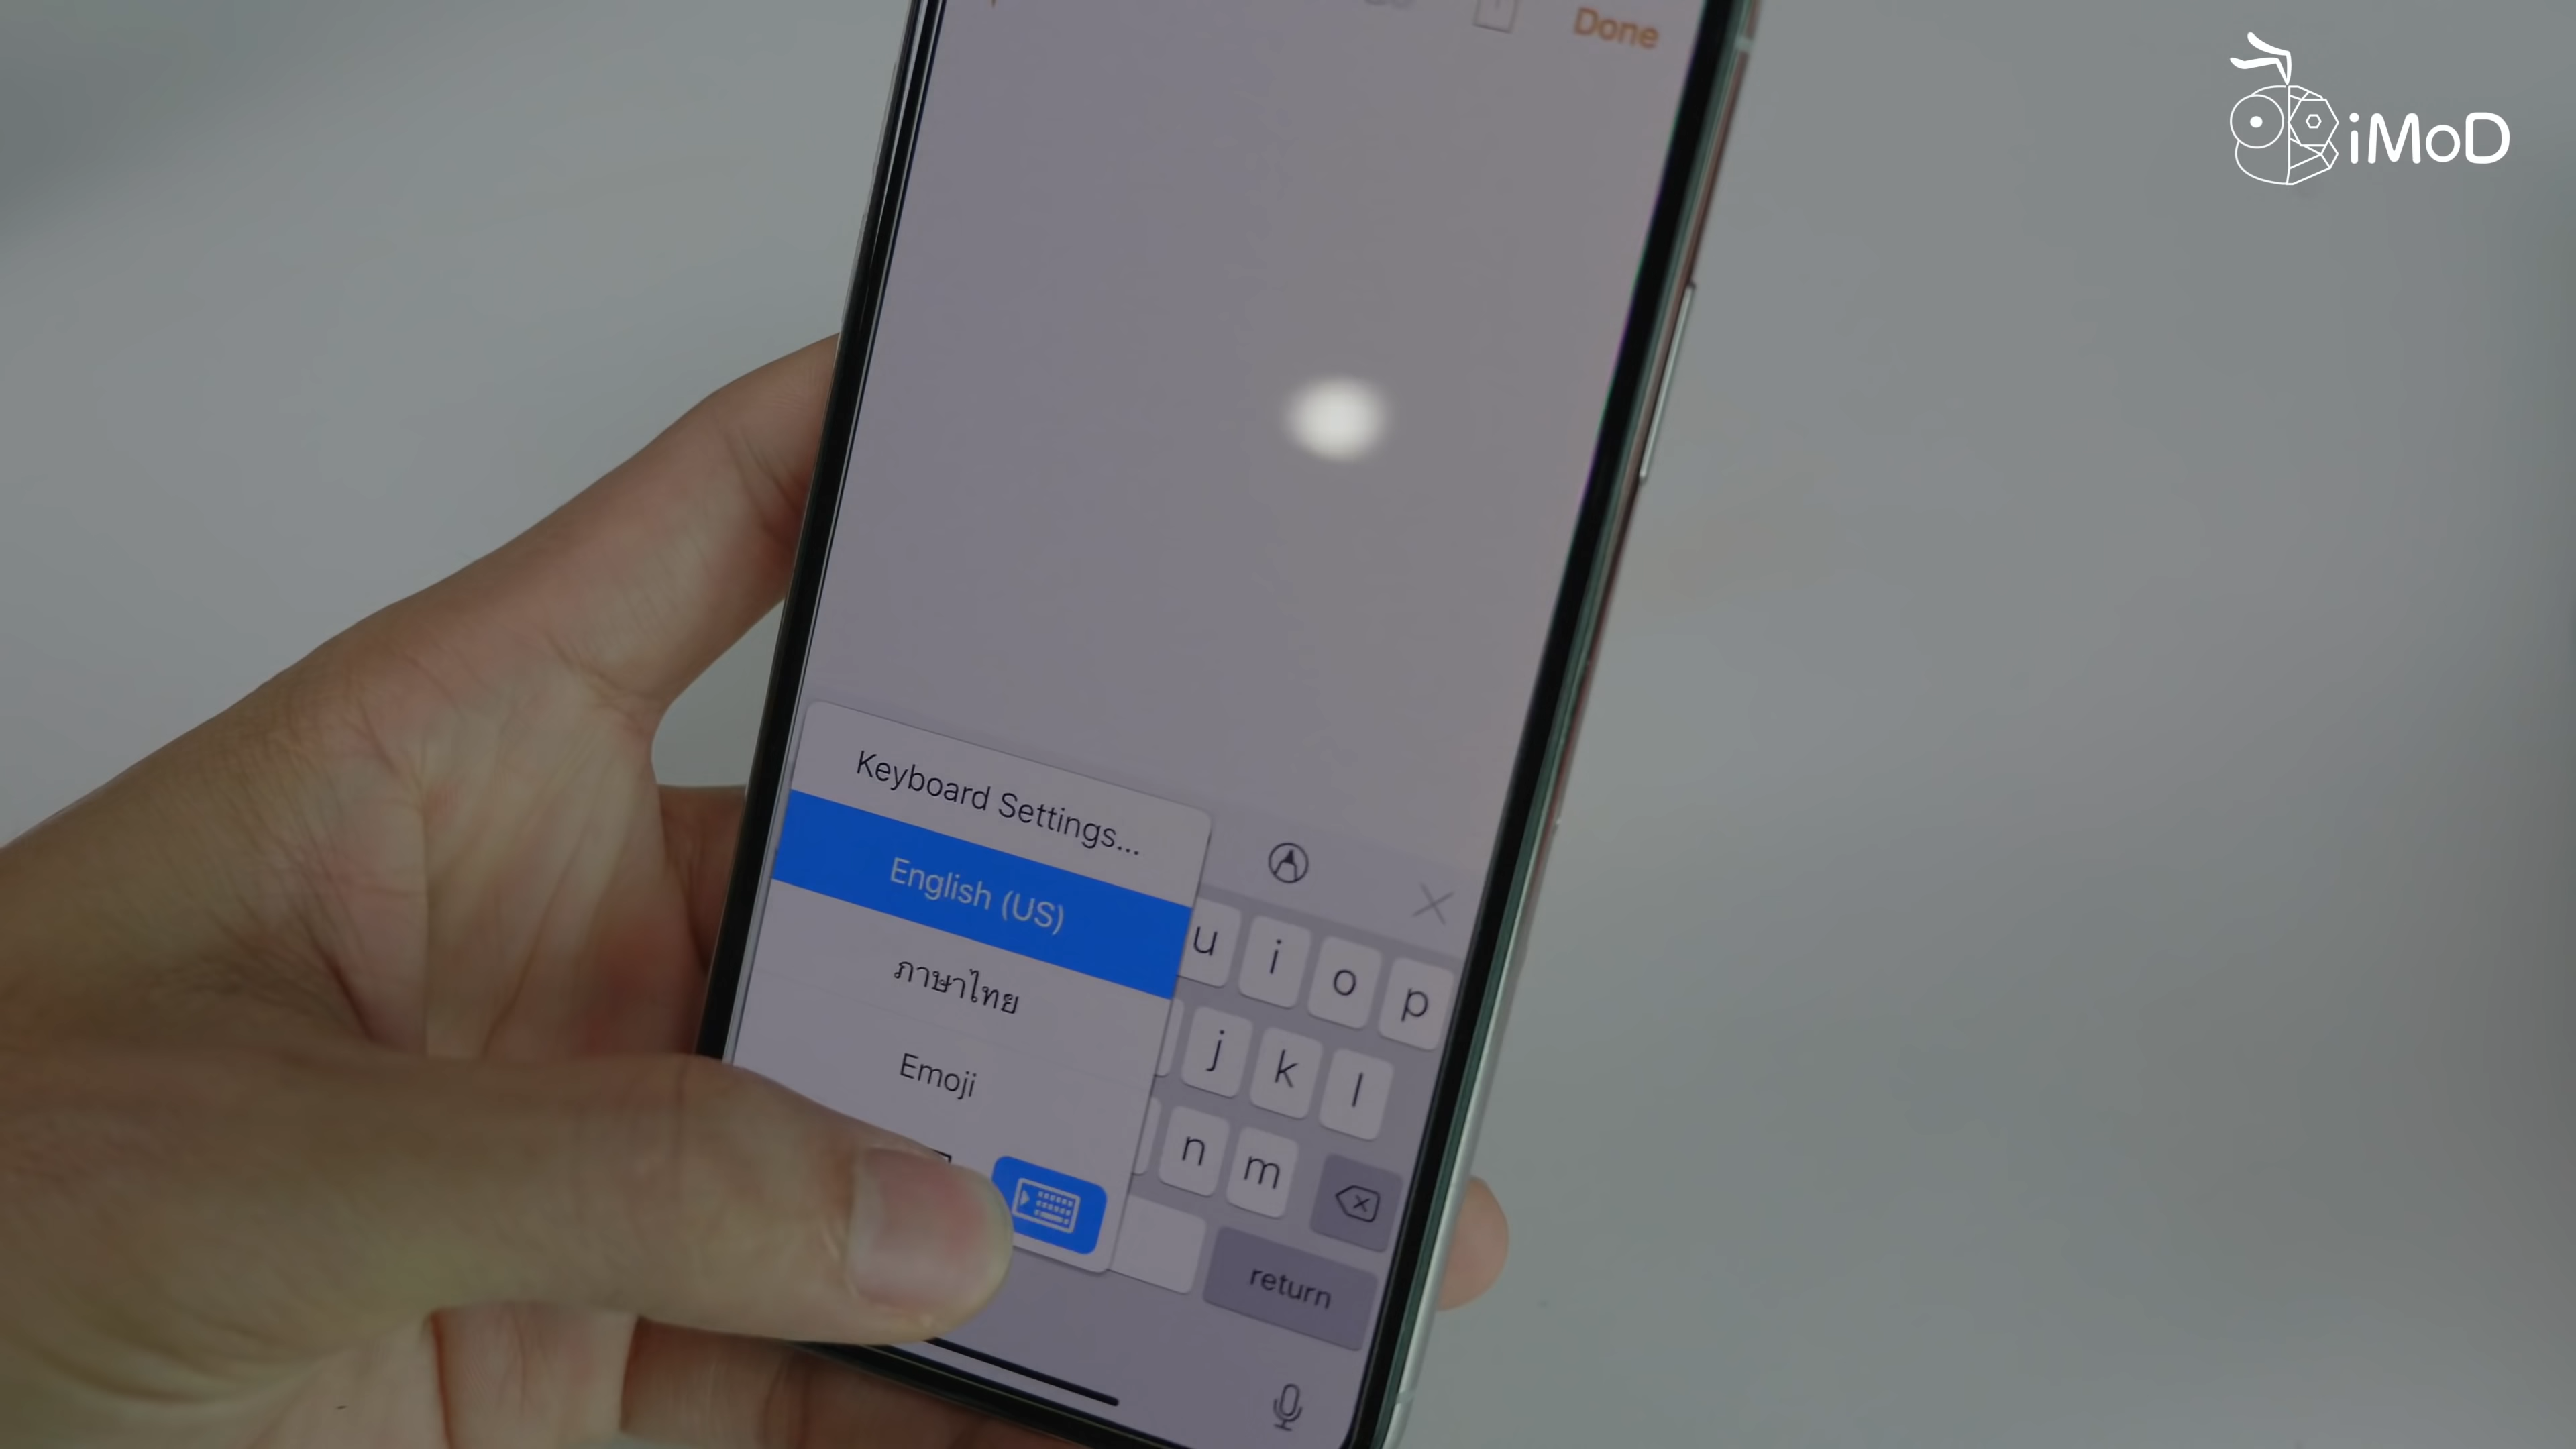 iMoD
Done
Keyboard Settings...
English (US)
ภาษาไทย
Emoji
u i o p
j k l
n m
return